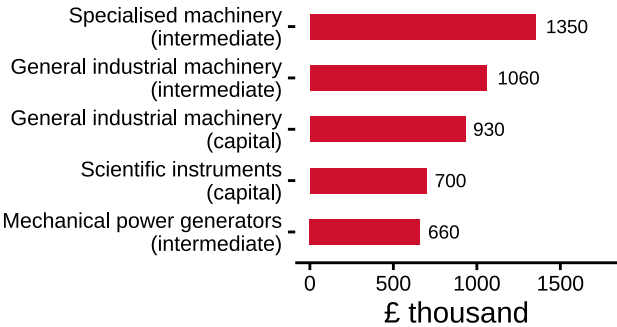 Specialised machinery
(intermediate)
1350
General industrial machinery
(intermediate)
1060
General industrial machinery
(capital)
930
Scientific instruments
(capital)
700
Mechanical power generators
(intermediate)
660
0 500 1000 1500
£ thousand